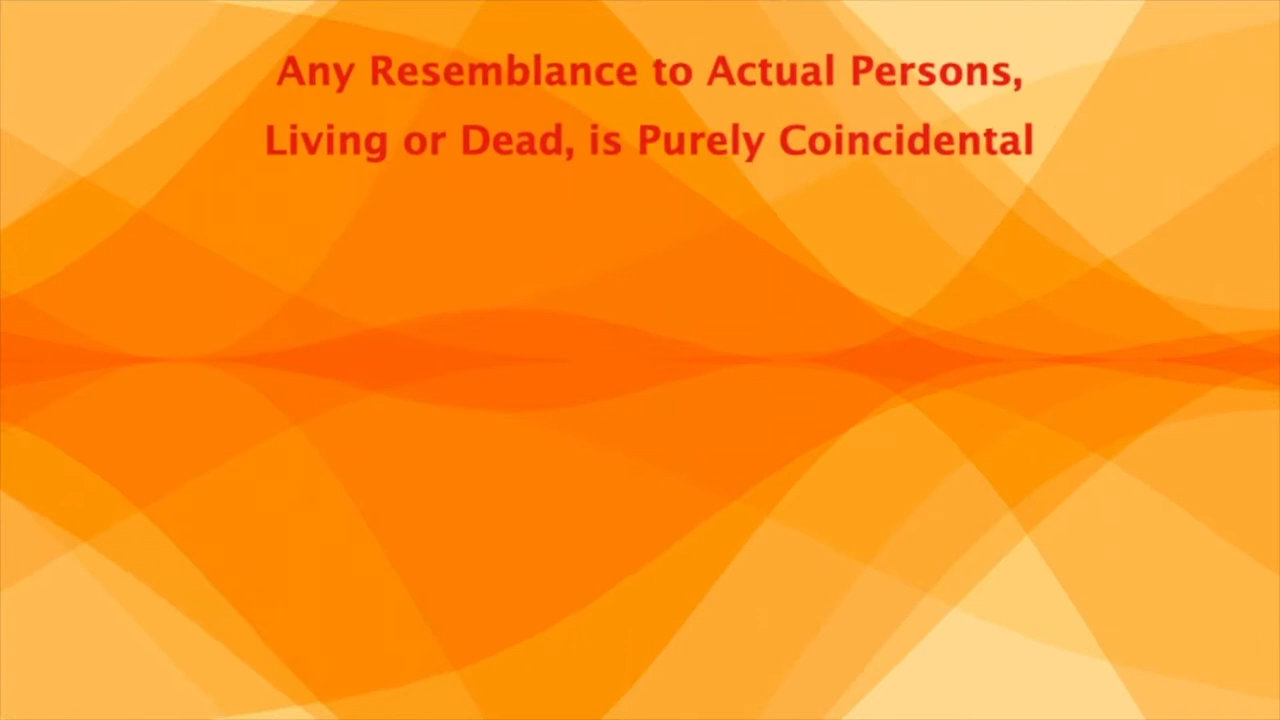 Any Resemblance to Actual Persons,
Living or Dead, is Purely Coincidental